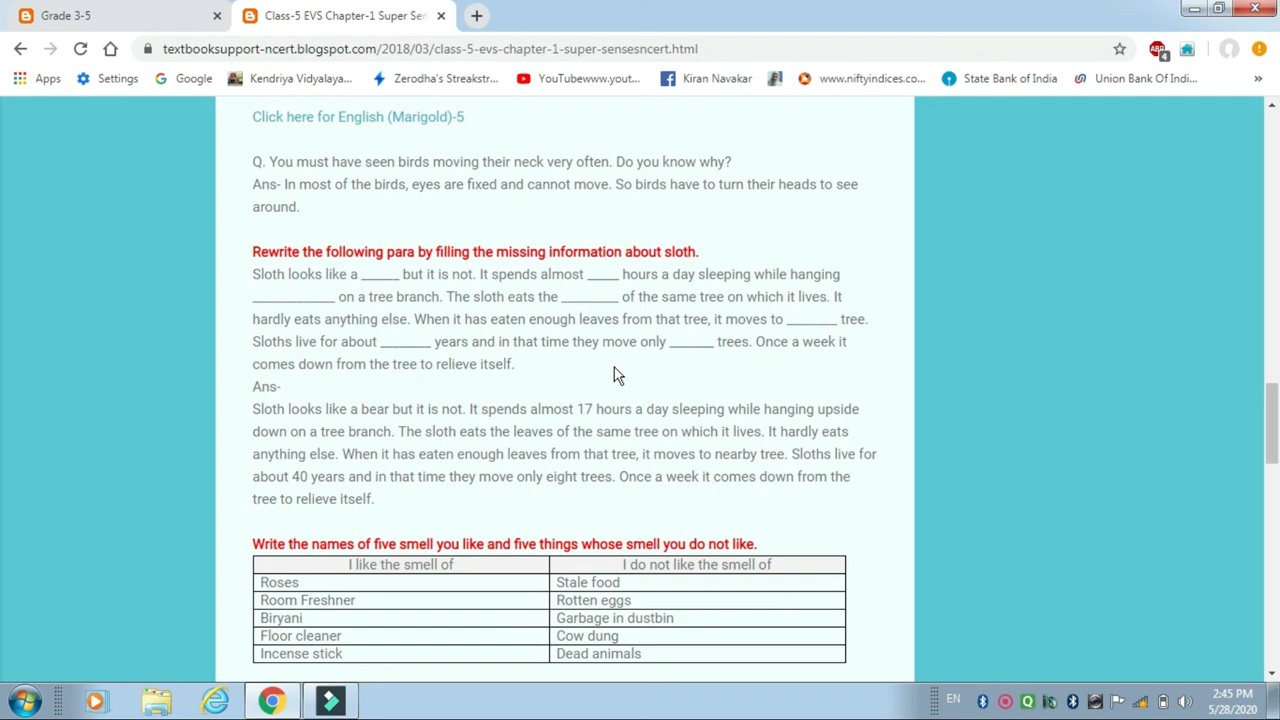 Grade 3-5
Class-5 EVS Chapter-1 Super Sen
textbooksupport-ncert.blogspot.com/2018/03/class-5-evs-chapter-1-super-sensesncert.html
ABP
4
Apps Settings Google Kendriya Vidyalaya... Zerodha's Streakstr... YouTubewww.yout... Kiran Navakar www.niftyindices.co... State Bank of India Union Bank Of Indi... »
Click here for English (Marigold)-5
Q. You must have seen birds moving their neck very often. Do you know why?
Ans- In most of the birds, eyes are fixed and cannot move. So birds have to turn their heads to see
around.
Rewrite the following para by filling the missing information about sloth.
Sloth looks like a ______ but it is not. It spends almost _____ hours a day sleeping while hanging
_____________ on a tree branch. The sloth eats the _________ of the same tree on which it lives. It
hardly eats anything else. When it has eaten enough leaves from that tree, it moves to ________ tree.
Sloths live for about ________ years and in that time they move only _______ trees. Once a week it
comes down from the tree to relieve itself.
Ans-
Sloth looks like a bear but it is not. It spends almost 17 hours a day sleeping while hanging upside
down on a tree branch. The sloth eats the leaves of the same tree on which it lives. It hardly eats
anything else. When it has eaten enough leaves from that tree, it moves to nearby tree. Sloths live for
about 40 years and in that time they move only eight trees. Once a week it comes down from the
tree to relieve itself.
Write the names of five smell you like and five things whose smell you do not like.
I like the smell of I do not like the smell of
Roses Stale food
Room Freshner Rotten eggs
Biryani Garbage in dustbin
Floor cleaner Cow dung
Incense stick Dead animals
EN
2:45 PM
5/28/2020